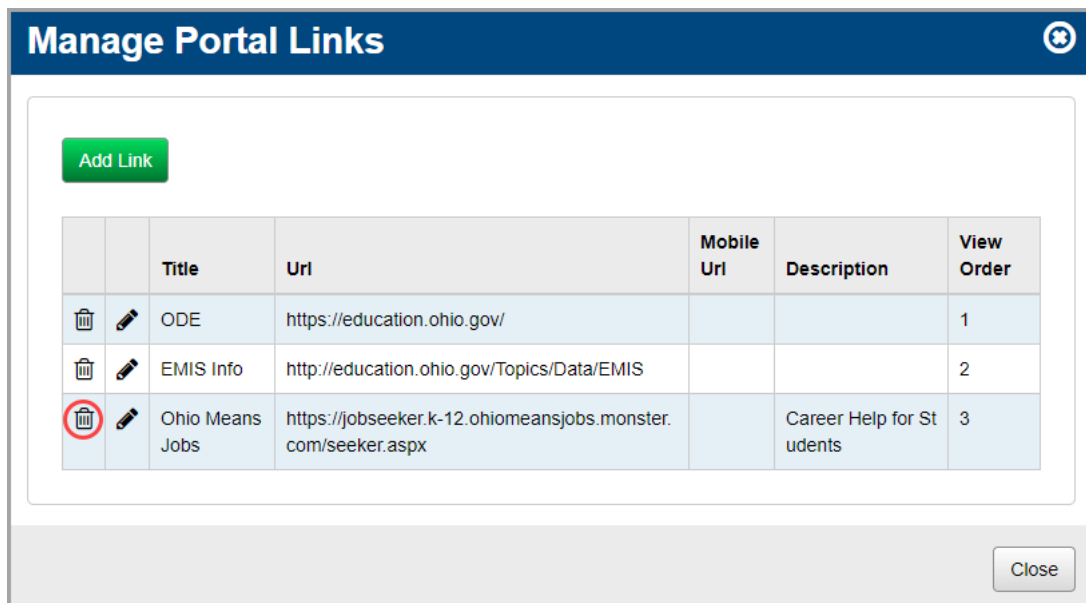 Manage Portal Links
Add Link
Title Url Mobile Url Description View Order
ODE https://education.ohio.gov/ 1
EMIS Info http://education.ohio.gov/Topics/Data/EMIS 2
Ohio Means https://jobseeker.k-12.ohiomeansjobs.monster. Career Help for St 3
Jobs com/seeker.aspx udents
Close